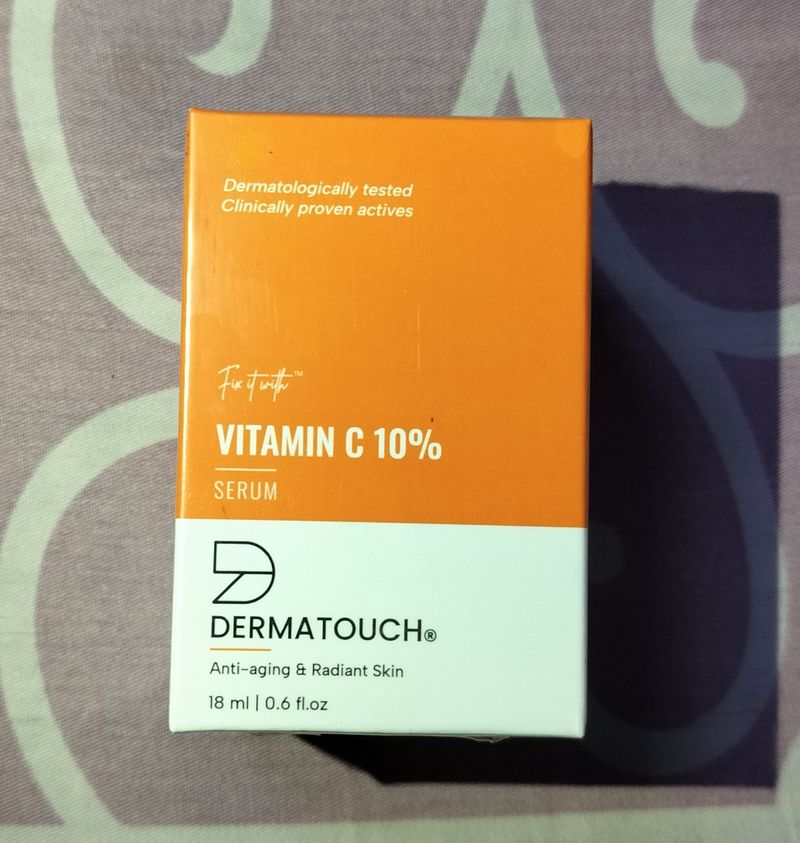 Dermatologically tested
Clinically proven actives
Fix it with™
VITAMIN C 10%
SERUM
DERMATOUCH®
Anti-aging & Radiant Skin
18 ml | 0.6 fl.oz